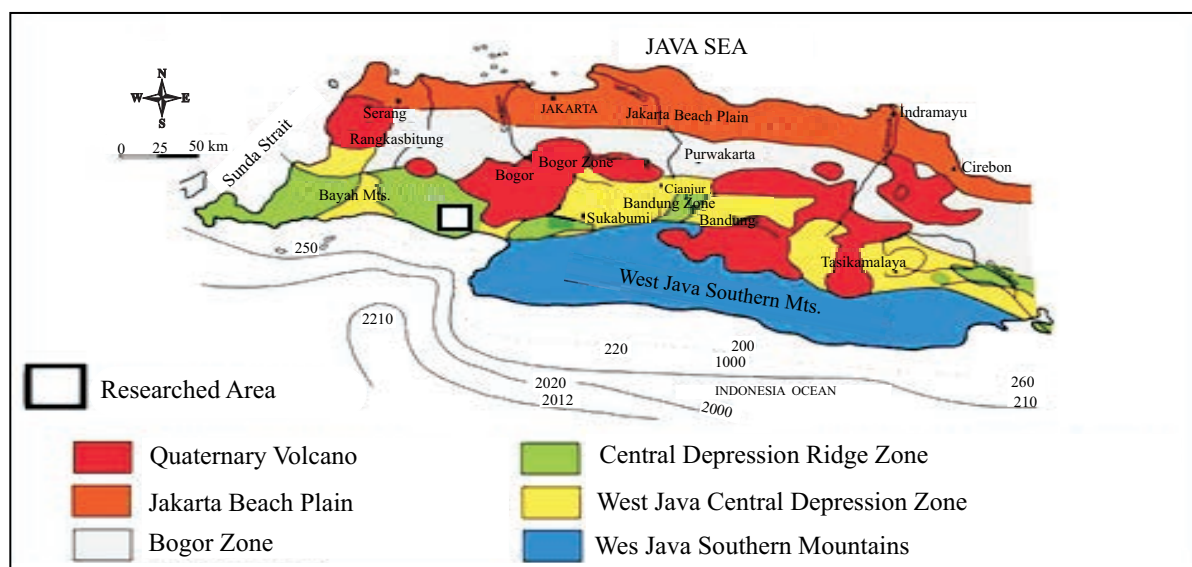 JAVA SEA
N
W E
S
0 25 50 km
Sunda Strait
Serang
JAKARTA
Jakarta Beach Plain
Indramayu
Rangkasbitung
Bogor Zone
Purwakarta
Cirebon
Bogor
Bayah Mts.
Cianjur
Bandung Zone
Sukabumi
Bandung
Tasikamalaya
250
West Java Southern Mts.
2210
220
200
1000
2020
2012
2000
INDONESIA OCEAN
260
210
Researched Area
Quaternary Volcano
Jakarta Beach Plain
Bogor Zone
Central Depression Ridge Zone
West Java Central Depression Zone
Wes Java Southern Mountains